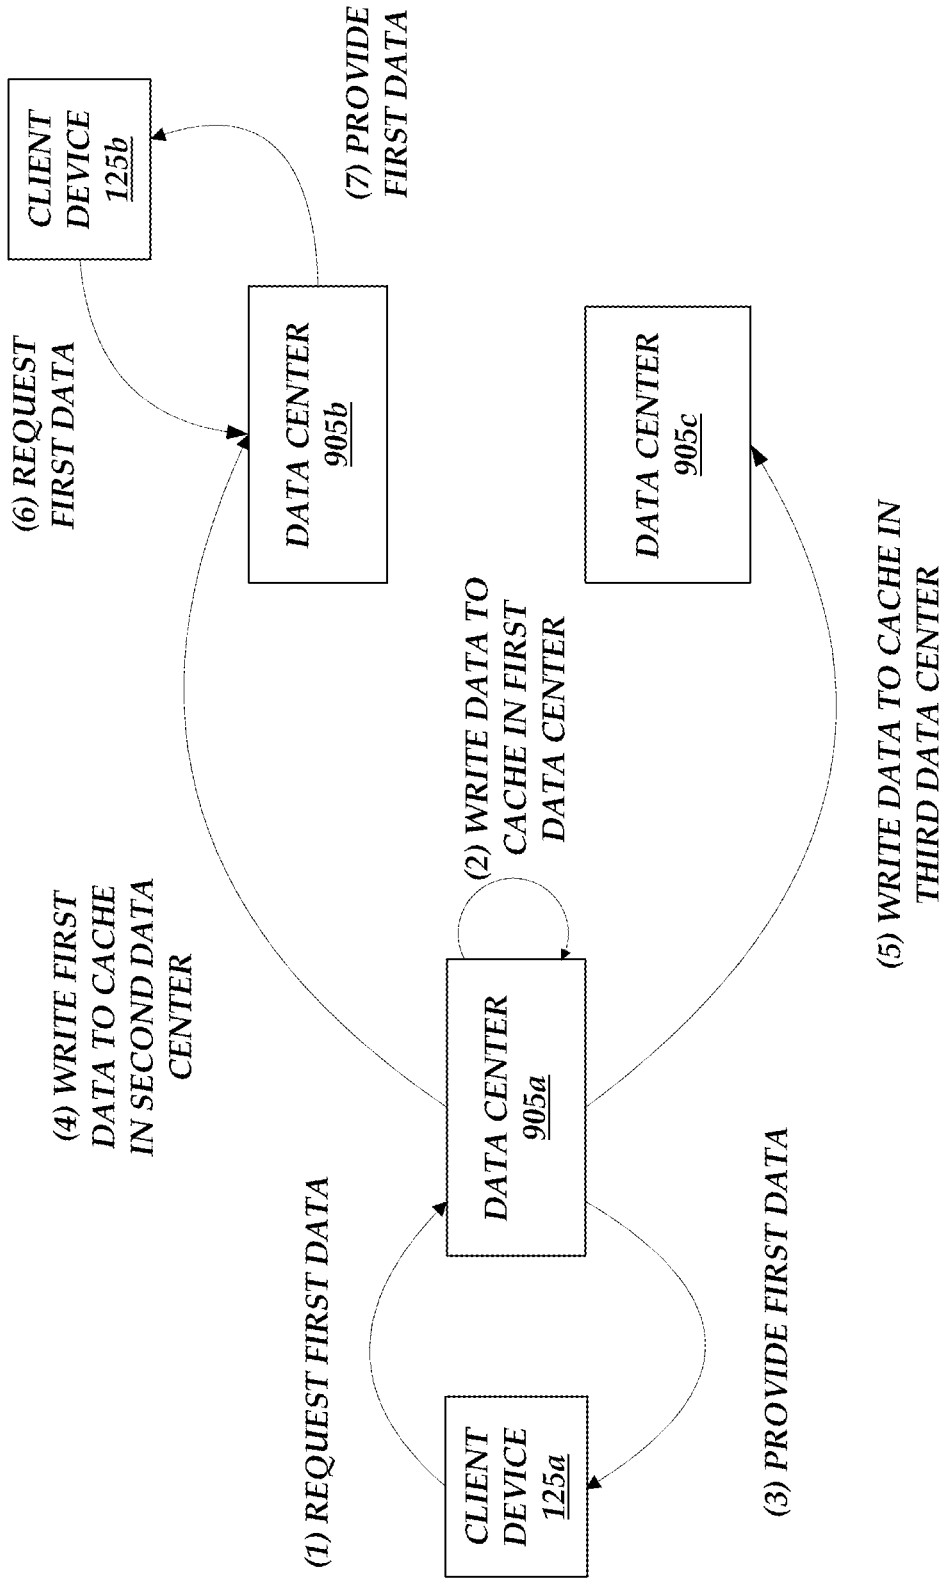 (1) REQUEST FIRST DATA
CLIENT
DEVICE
125a
(3) PROVIDE FIRST DATA
DATA CENTER
905a
(2) WRITE DATA TO
CACHE IN FIRST
DATA CENTER
(4) WRITE FIRST
DATA TO CACHE
IN SECOND DATA
CENTER
(5) WRITE DATA TO CACHE IN
THIRD DATA CENTER
DATA CENTER
905b
DATA CENTER
905c
(6) REQUEST
FIRST DATA
CLIENT
DEVICE
125b
(7) PROVIDE
FIRST DATA